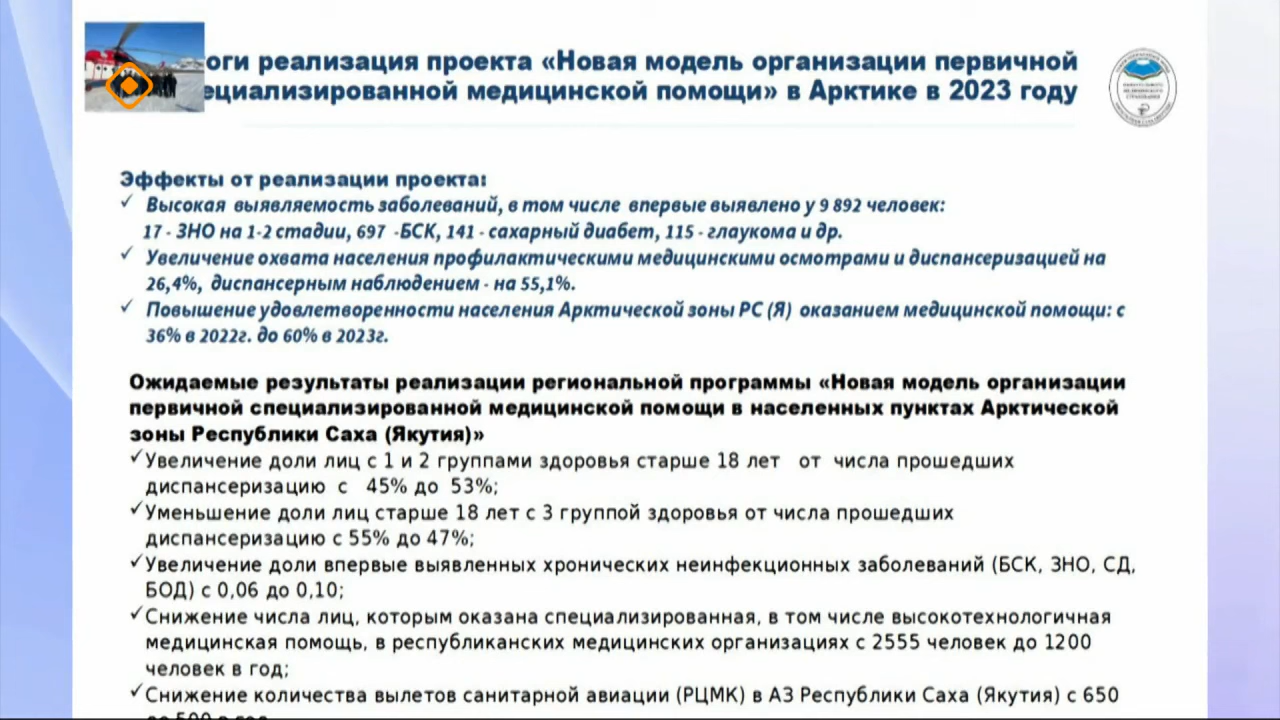 оги реализация проекта «Новая модель организации первичной
ециализированной медицинской помощи» в Арктике в 2023 году
Эффекты от реализации проекта:
✓ Высокая выявляемость заболеваний, в том числе впервые выявлено у 9 892 человек:
17 - ЗНО на 1-2 стадии, 697 -БСК, 141 - сахарный диабет, 115 - глаукома и др.
✓ Увеличение охвата населения профилактическими медицинскими осмотрами и диспансеризацией на
26,4%, диспансерным наблюдением - на 55,1%.
✓ Повышение удовлетворенности населения Арктической зоны РС (Я) оказанием медицинской помощи: с
36% в 2022г. до 60% в 2023г.
Ожидаемые результаты реализации региональной программы «Новая модель организации
первичной специализированной медицинской помощи в населенных пунктах Арктической
зоны Республики Саха (Якутия)»
✓Увеличение доли лиц с 1 и 2 группами здоровья старше 18 лет от числа прошедших
диспансеризацию с 45% до 53%;
✓Уменьшение доли лиц старше 18 лет с 3 группой здоровья от числа прошедших
диспансеризацию с 55% до 47%;
✓Увеличение доли впервые выявленных хронических неинфекционных заболеваний (БСК, ЗНО, СД,
БОД) с 0,06 до 0,10;
✓Снижение числа лиц, которым оказана специализированная, в том числе высокотехнологичная
медицинская помощь, в республиканских медицинских организациях с 2555 человек до 1200
человек в год;
✓Снижение количества вылетов санитарной авиации (РЦМК) в АЗ Республики Саха (Якутия) с 650
до 500 в год